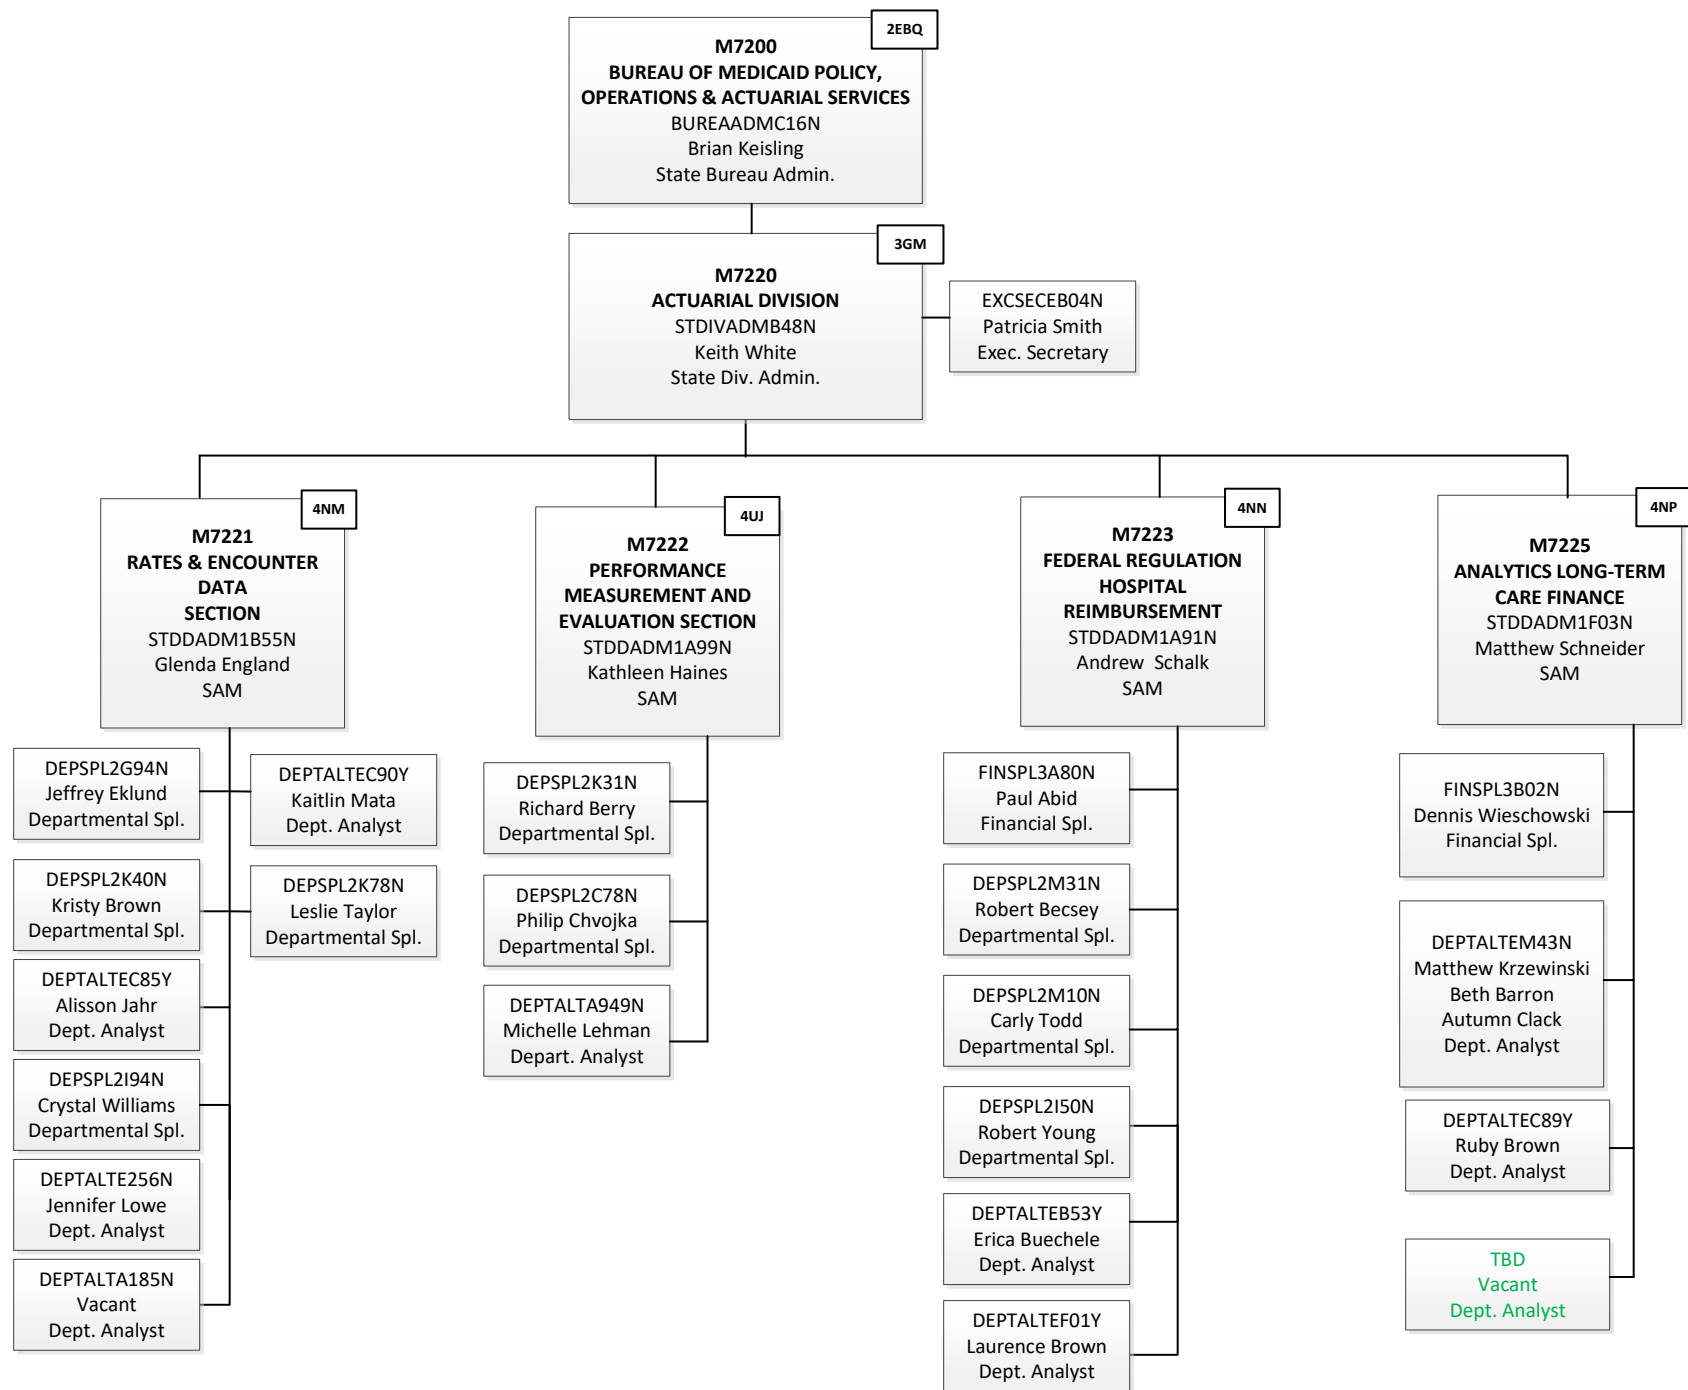 2EBQ
M7200
BUREAU OF MEDICAID POLICY,
OPERATIONS & ACTUARIAL SERVICES
BUREAADMC16N
Brian Keisling
State Bureau Admin.
3GM
M7220
ACTUARIAL DIVISION
STDIVADMB48N
Keith White
State Div. Admin.
EXCSECEB04N
Patricia Smith
Exec. Secretary
4NM
M7221
RATES & ENCOUNTER
DATA
SECTION
STDDADM1B55N
Glenda England
SAM
DEPSPL2G94N
Jeffrey Eklund
Departmental Spl.
DEPTALTEC90Y
Kaitlin Mata
Dept. Analyst
DEPSPL2K40N
Kristy Brown
Departmental Spl.
DEPSPL2K78N
Leslie Taylor
Departmental Spl.
DEPTALTEC85Y
Alisson Jahr
Dept. Analyst
DEPSPL2I94N
Crystal Williams
Departmental Spl.
DEPTALTE256N
Jennifer Lowe
Dept. Analyst
DEPTALTA185N
Vacant
Dept. Analyst
4UJ
M7222
PERFORMANCE
MEASUREMENT AND
EVALUATION SECTION
STDDADM1A99N
Kathleen Haines
SAM
DEPSPL2K31N
Richard Berry
Departmental Spl.
DEPSPL2C78N
Philip Chvojka
Departmental Spl.
DEPTALTA949N
Michelle Lehman
Depart. Analyst
4NN
M7223
FEDERAL REGULATION
HOSPITAL
REIMBURSEMENT
STDDADM1A91N
Andrew  Schalk
SAM
FINSPL3A80N
Paul Abid
Financial Spl.
DEPSPL2M31N
Robert Becsey
Departmental Spl.
DEPSPL2M10N
Carly Todd
Departmental Spl.
DEPSPL2I50N
Robert Young
Departmental Spl.
DEPTALTEB53Y
Erica Buechele
Dept. Analyst
DEPTALTEF01Y
Laurence Brown
Dept. Analyst
4NP
M7225
ANALYTICS LONG-TERM
CARE FINANCE
STDDADM1F03N
Matthew Schneider
SAM
FINSPL3B02N
Dennis Wieschowski
Financial Spl.
DEPTALTEM43N
Matthew Krzewinski
Beth Barron
Autumn Clack
Dept. Analyst
DEPTALTEC89Y
Ruby Brown
Dept. Analyst
TBD
Vacant
Dept. Analyst